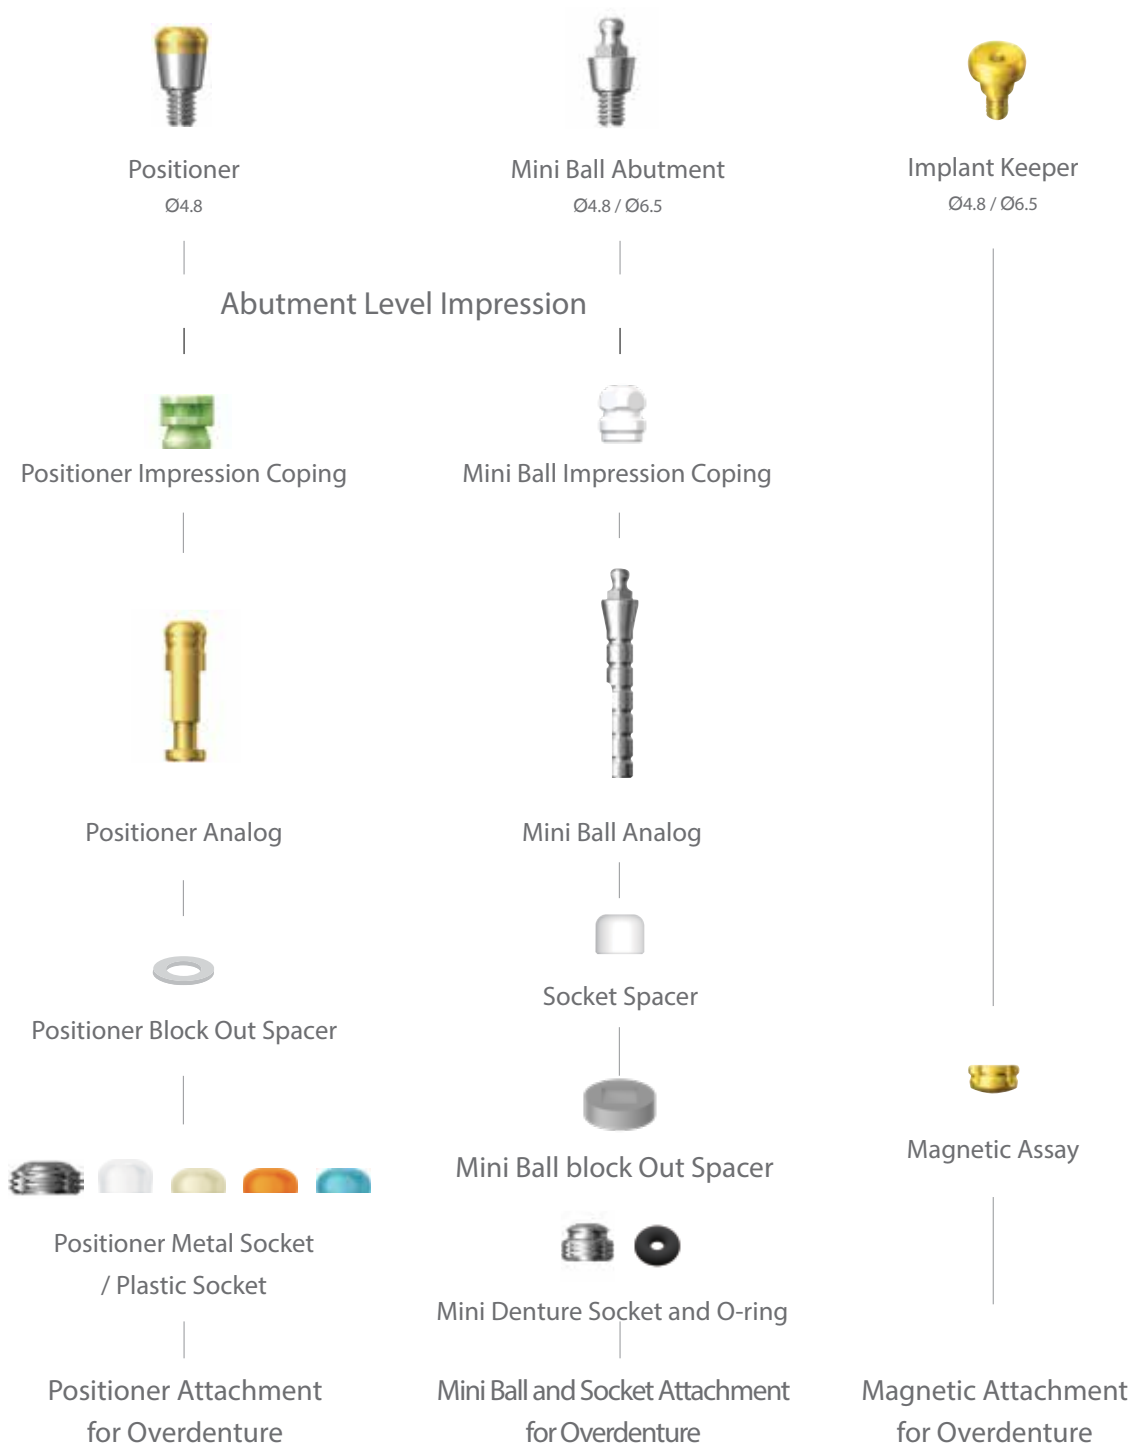 Positioner
Ø4.8
Mini Ball Abutment
Ø4.8 / Ø6.5
Implant Keeper
Ø4.8 / Ø6.5
Abutment Level Impression
Positioner Impression Coping
Mini Ball Impression Coping
Positioner Analog
Mini Ball Analog
Socket Spacer
Positioner Block Out Spacer
Mini Ball block Out Spacer
Magnetic Assay
Positioner Metal Socket
/ Plastic Socket
Mini Denture Socket and O-ring
Positioner Attachment
for Overdenture
Mini Ball and Socket Attachment
for Overdenture
Magnetic Attachment
for Overdenture